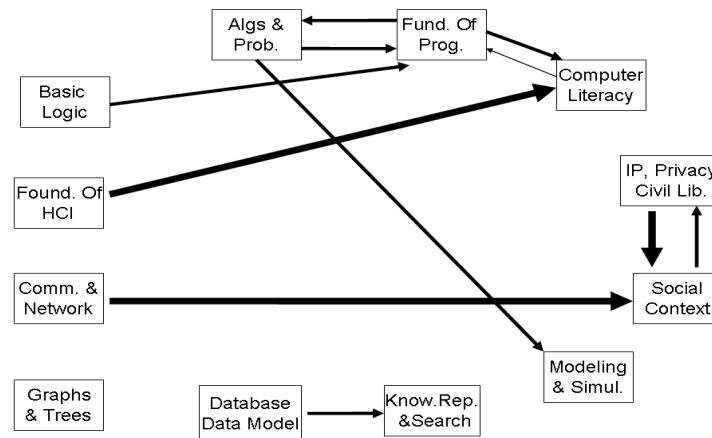 Algs &
Prob.
Fund. Of
Prog.
Computer
Literacy
Basic
Logic
IP, Privacy
Civil Lib.
Found. Of
HCI
Comm. &
Network
Social
Context
Modeling
& Simul.
Graphs
& Trees
Database
Data Model
Know.Rep.
&Search